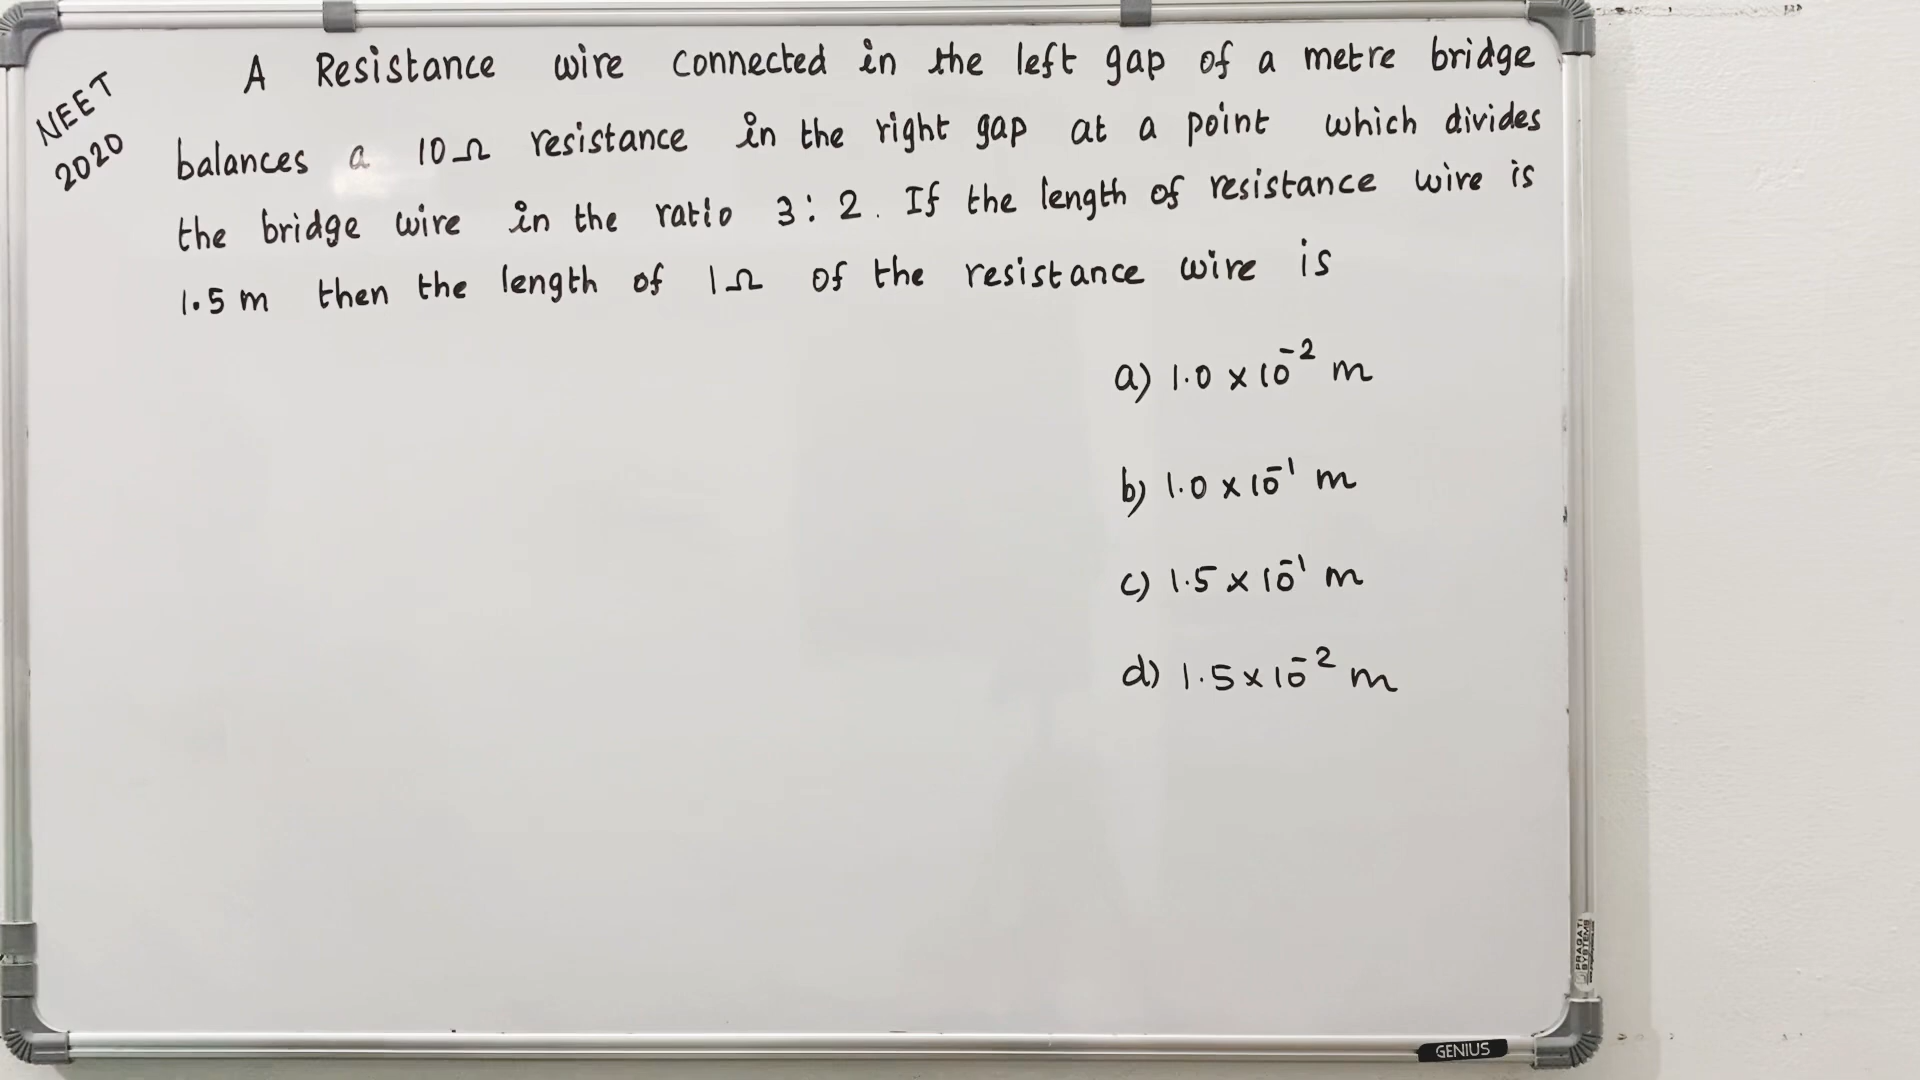 NEET
2020
A Resistance wire connected in the left gap of a metre bridge
balances a 10Ω resistance in the right gap at a point which divides
the bridge wire in the ratio 3:2. If the length of resistance wire is
1.5 m then the length of 1Ω of the resistance wire is
a) 1.0 × 10⁻² m
b) 1.0 × 10⁻¹ m
c) 1.5 × 10⁻¹ m
d) 1.5 × 10⁻² m
PRAGATI
SYSTEMS
GENIUS